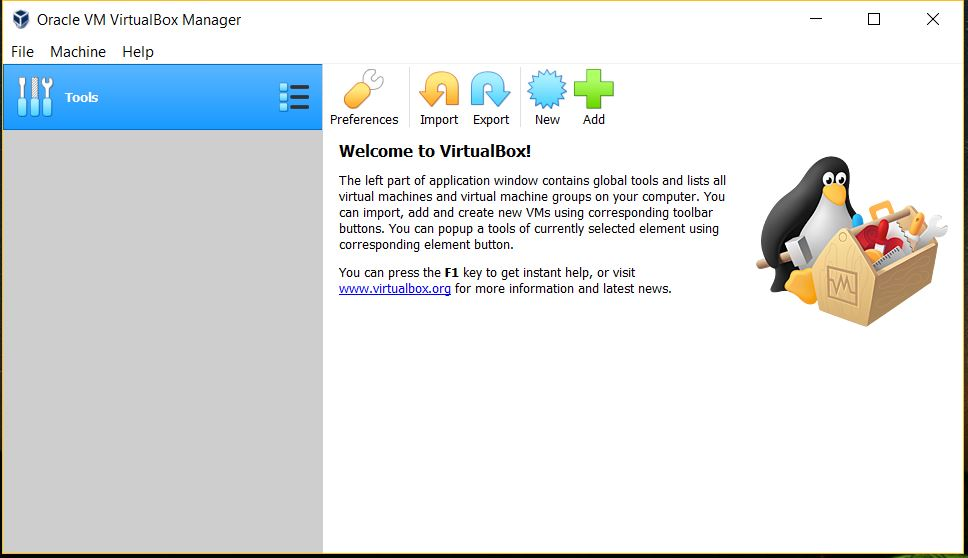 Oracle VM VirtualBox Manager
File Machine Help
Tools
Preferences Import Export New Add
Welcome to VirtualBox!
The left part of application window contains global tools and lists all
virtual machines and virtual machine groups on your computer. You
can import, add and create new VMs using corresponding toolbar
buttons. You can popup a tools of currently selected element using
corresponding element button.
You can press the F1 key to get instant help, or visit
www.virtualbox.org for more information and latest news.